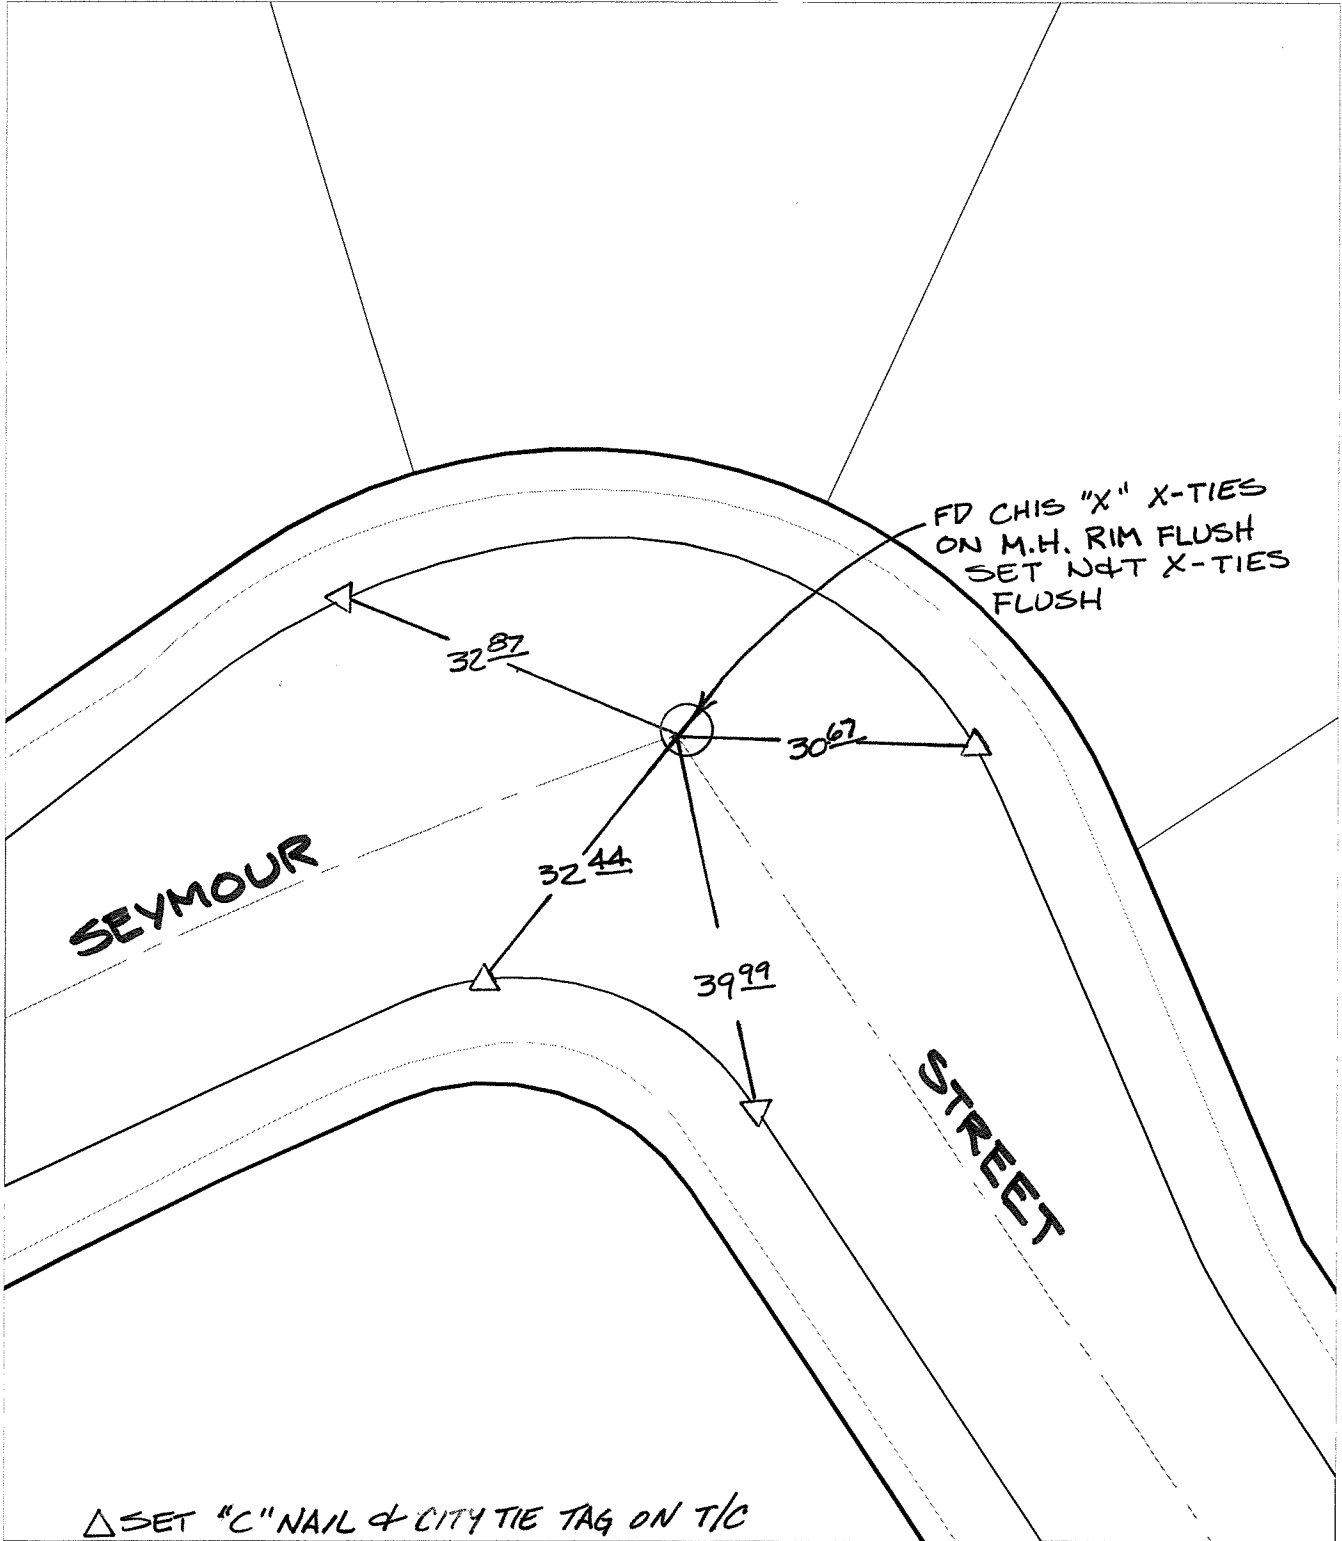 FD CHIS "X" X-TIES
ON M.H. RIM FLUSH
SET N&T X-TIES
FLUSH
32 87
30 67
32 44
39 99
SEYMOUR
STREET
△ SET "C" NAIL & CITY TIE TAG ON T/C